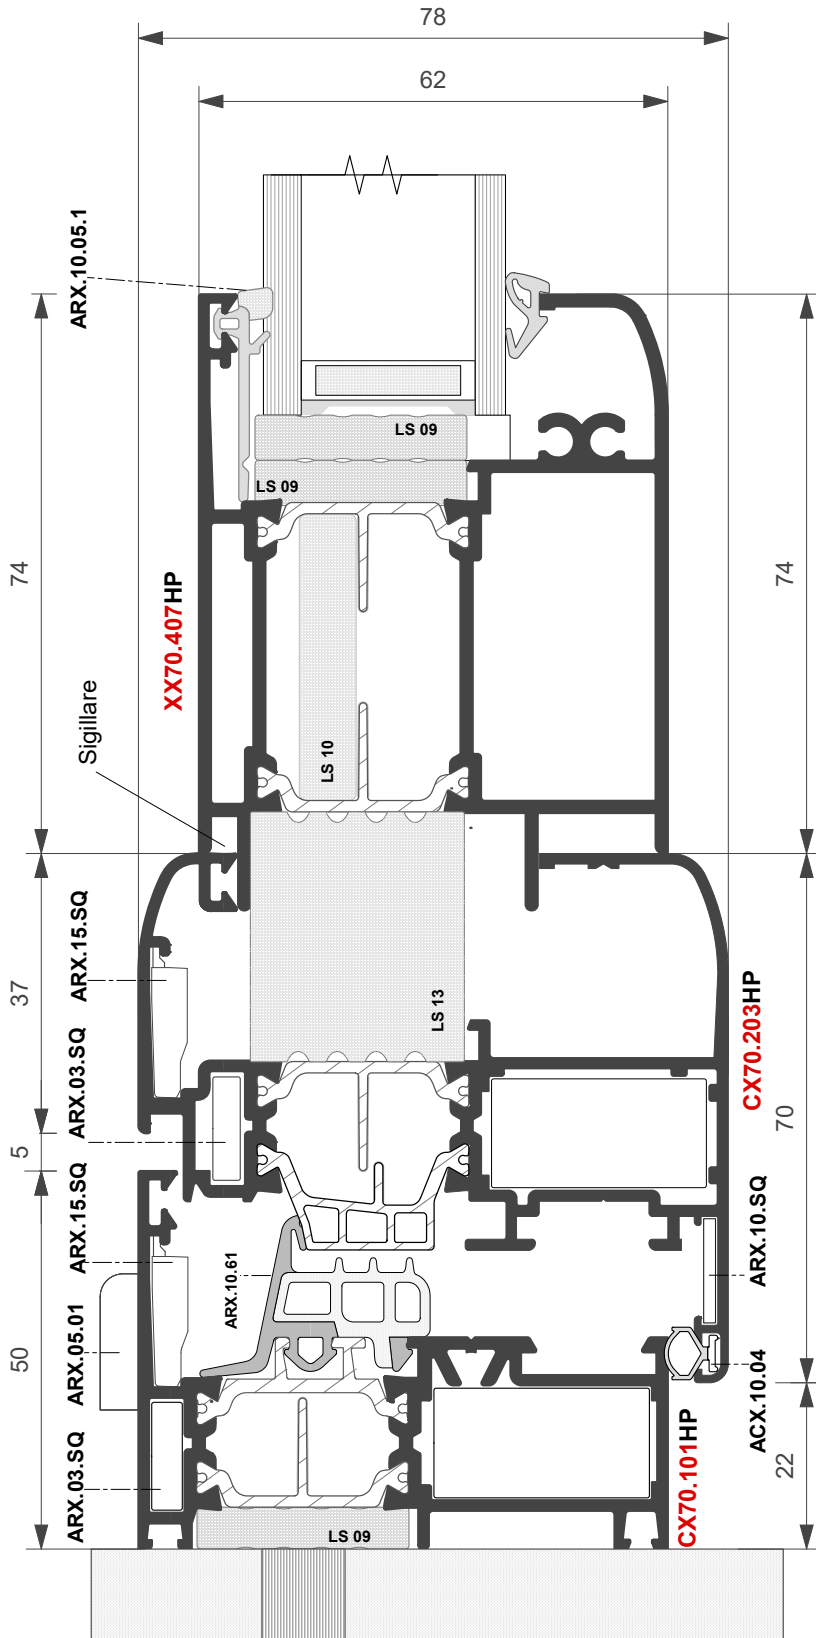 78
62
ARX.10.05.1
LS 09
LS 09
74
74
XX70.407HP
Sigillare
LS 10
ARX.15.SQ
37
LS 13
CX70.203HP
ARX.03.SQ
70
5
ARX.15.SQ
ARX.10.SQ
ARX.10.61
ARX.05.01
50
ACX.10.04
ARX.03.SQ
22
CX70.101HP
LS 09